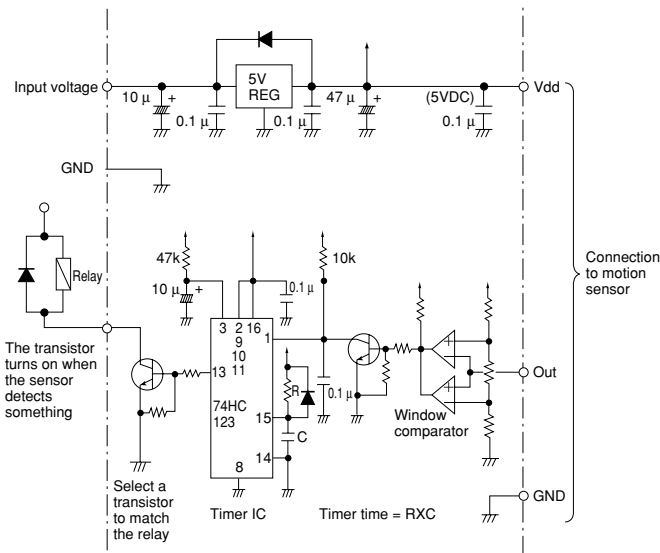 Input voltage
10 μ
+
0.1 μ
5V
REG
0.1 μ
47 μ
+
(5VDC)
0.1 μ
Vdd
GND
Relay
47k
10 μ
+
0.1 μ
10k
3 2 16
9
10
11
1
13
74HC
123
15
14
8
R
C
0.1 μ
+
-
+
-
Window
comparator
Out
GND
Connection
to motion
sensor
The transistor
turns on when
the sensor
detects
something
Select a
transistor
to match
the relay
Timer IC
Timer time = RXC